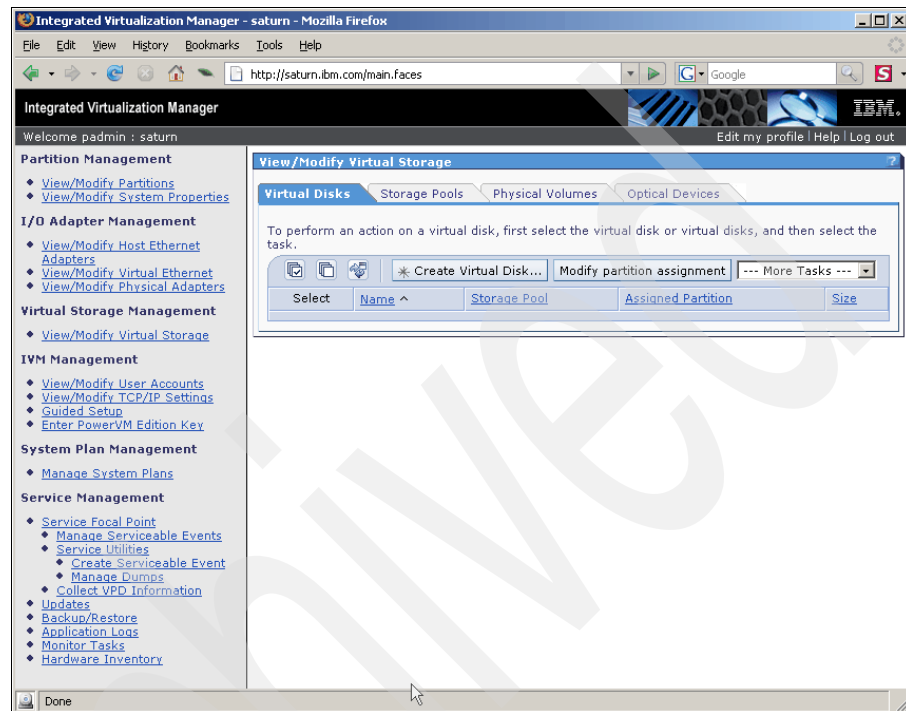 Integrated Virtualization Manager - saturn - Mozilla Firefox
File Edit View History Bookmarks Tools Help
http://saturn.ibm.com/main.faces
G Google
S
Integrated Virtualization Manager
IBM.
Welcome padmin : saturn
Edit my profile | Help | Log out
Partition Management
View/Modify Partitions
View/Modify System Properties
I/O Adapter Management
View/Modify Host Ethernet
Adapters
View/Modify Virtual Ethernet
View/Modify Physical Adapters
Virtual Storage Management
View/Modify Virtual Storage
IVM Management
View/Modify User Accounts
View/Modify TCP/IP Settings
Guided Setup
Enter PowerVM Edition Key
System Plan Management
Manage System Plans
Service Management
Service Focal Point
Manage Serviceable Events
Service Utilities
Create Serviceable Event
Manage Dumps
Collect VPD Information
Updates
Backup/Restore
Application Logs
Monitor Tasks
Hardware Inventory
View/Modify Virtual Storage
?
Virtual Disks Storage Pools Physical Volumes Optical Devices
To perform an action on a virtual disk, first select the virtual disk or virtual disks, and then select the
task.
Create Virtual Disk... Modify partition assignment --- More Tasks ---
Select Name ^ Storage Pool Assigned Partition Size
Done
Archived